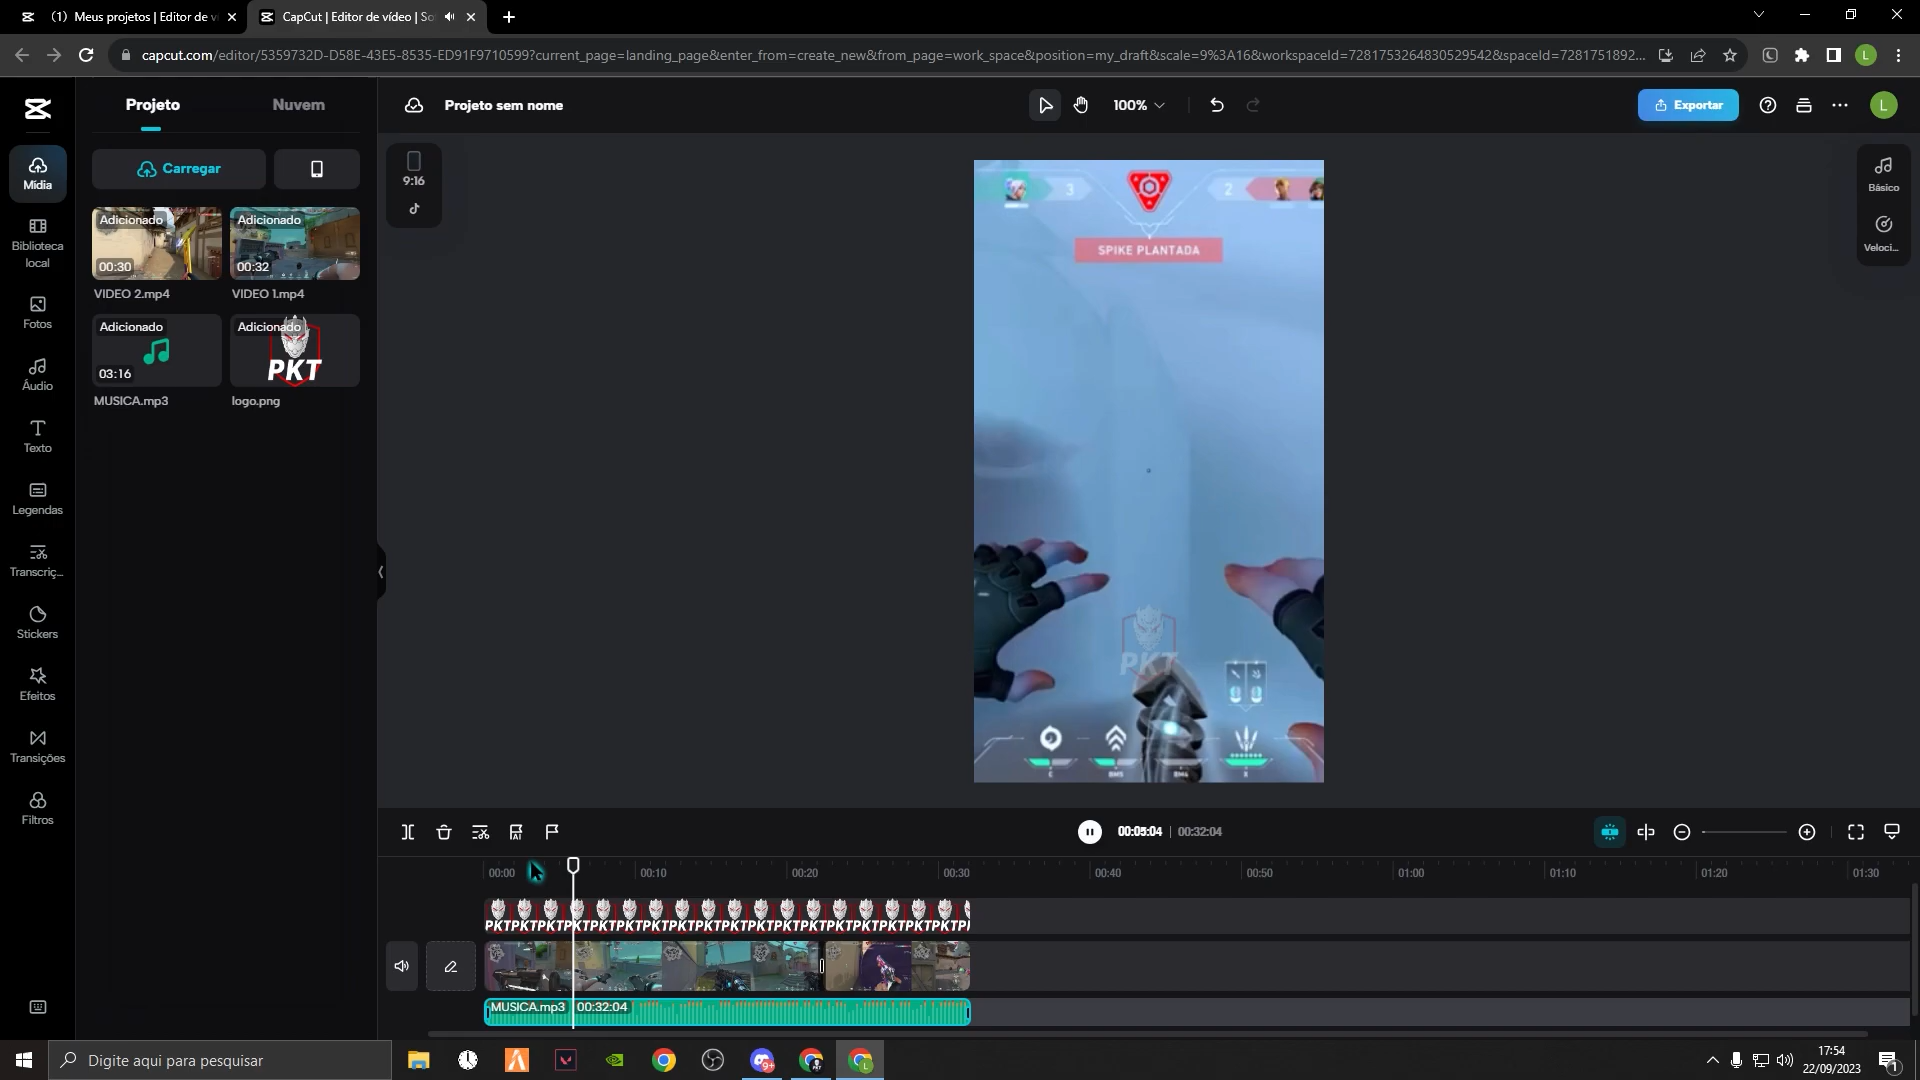 (1) Meus projetos | Editor de v
CapCut | Editor de vídeo | So
capcut.com/editor/5359732D-D58E-43E5-8535-ED91F9710599?current_page=landing_page&enter_from=create_new&from_page=work_space&position=my_draft&scale=9%3A16&workspaceId=7281753264830529542&spaceId=7281751892...
L
Projeto
Nuvem
Projeto sem nome
100%
Exportar
L
Mídia
Biblioteca
local
Fotos
Áudio
Texto
Legendas
Transcriç...
Stickers
Efeitos
Transições
Filtros
Carregar
Adicionado
00:30
VIDEO 2.mp4
Adicionado
00:32
VIDEO 1.mp4
Adicionado
03:16
MUSICA.mp3
Adicionado
PKT
logo.png
9:16
3
2
SPIKE PLANTADA
PKT
C
X
Básico
Veloci...
00:05:04 | 00:32:04
00:00
00:10
00:20
00:30
00:40
00:50
01:00
01:10
01:20
01:30
PKTPKTPKTPKTPKTPKTPKTPKTPKTPKTPKTPKTPKTPKTPKTPKTPKTPKTP
MUSICA.mp3
00:32:04
Digite aqui para pesquisar
9+
L
17:54
22/09/2023
1